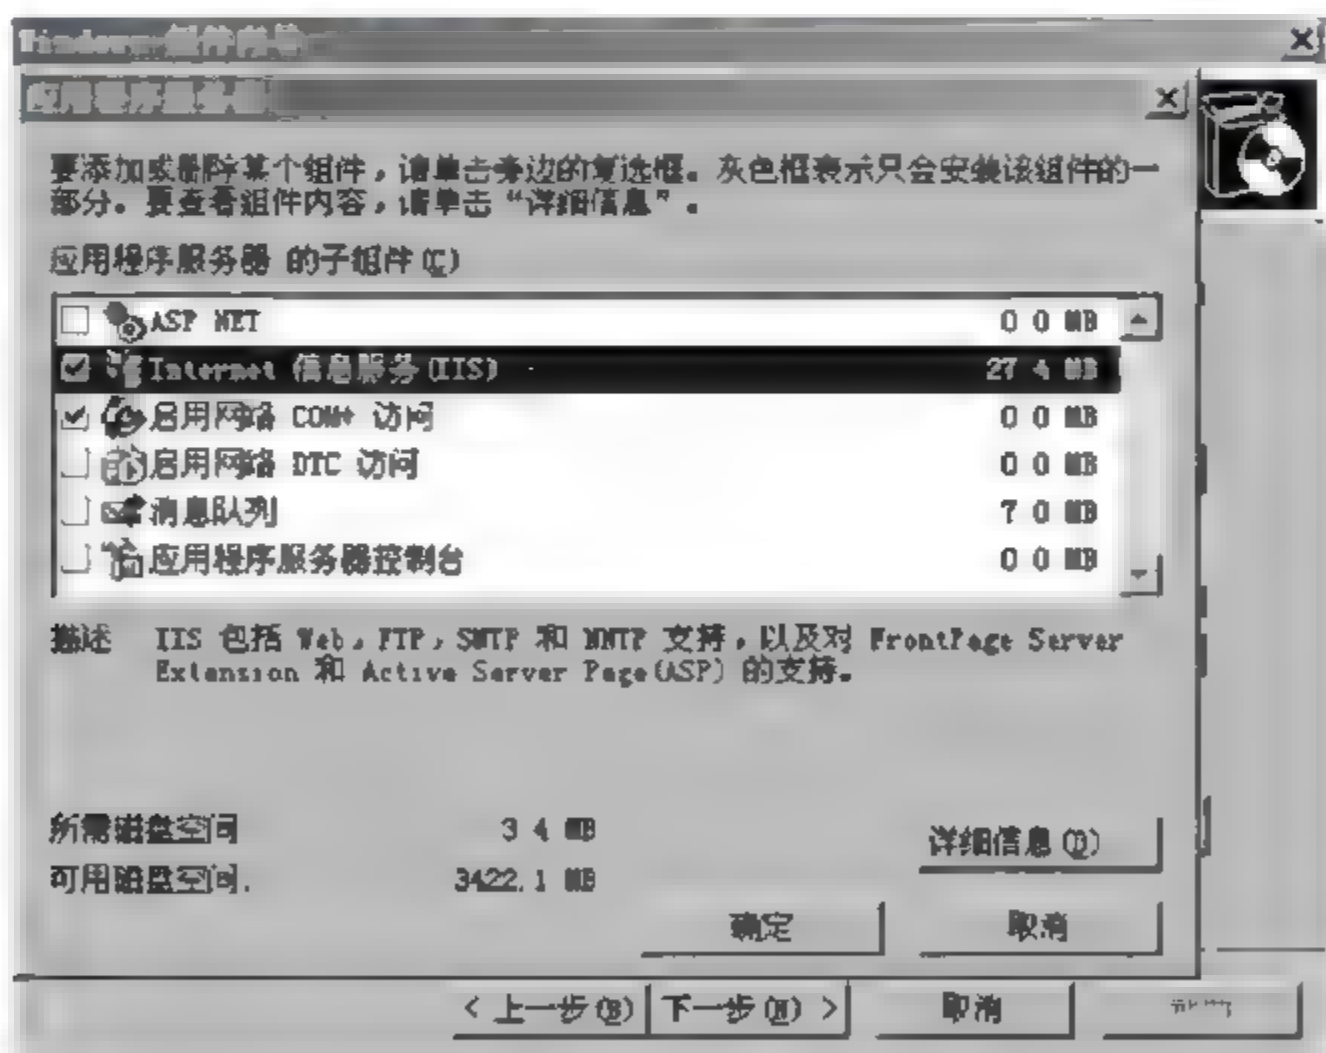 Windows 组件向导
应用程序服务器
要添加或删除某个组件，请单击旁边的复选框。灰色框表示只会安装该组件的一
部分。要查看组件内容，请单击“详细信息”。
应用程序服务器 的子组件(C)
ASP NET 0 0 MB
Internet 信息服务(IIS) 27 4 MB
启用网络 COM+ 访问 0 0 MB
启用网络 DTC 访问 0 0 MB
消息队列 7 0 MB
应用程序服务器控制台 0 0 MB
描述 IIS 包括 Web，FTP，SMTP 和 NNTP 支持，以及对 FrontPage Server
Extension 和 Active Server Page(ASP) 的支持。
所需磁盘空间 3 4 MB
可用磁盘空间. 3422.1 MB
详细信息(D)
确定 取消
< 上一步(B) 下一步(N) > 取消